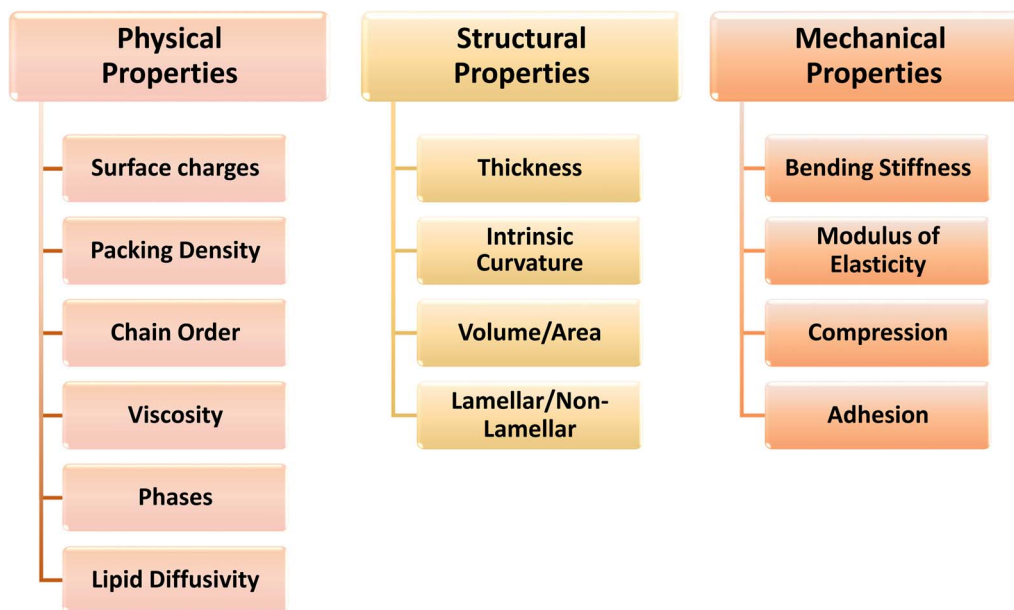 Physical
Properties
Surface charges
Packing Density
Chain Order
Viscosity
Phases
Lipid Diffusivity
Structural
Properties
Thickness
Intrinsic
Curvature
Volume/Area
Lamellar/Non-
Lamellar
Mechanical
Properties
Bending Stiffness
Modulus of
Elasticity
Compression
Adhesion